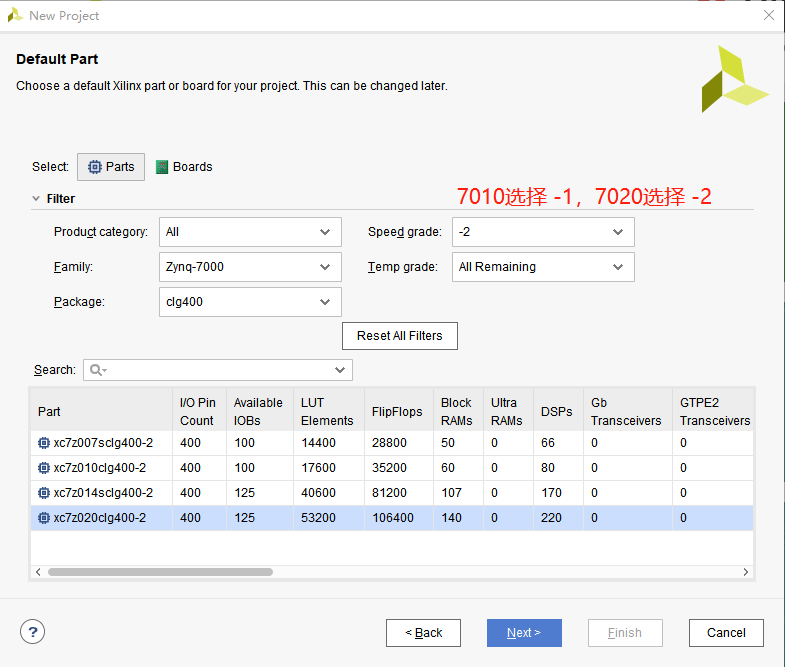 New Project
Default Part
Choose a default Xilinx part or board for your project. This can be changed later.
Select: Parts Boards
Filter
7010选择 -1，7020选择 -2
Product category: All Speed grade: -2
Family: Zynq-7000 Temp grade: All Remaining
Package: clg400
Reset All Filters
Search:
Part I/O Pin Count Available IOBs LUT Elements FlipFlops Block RAMs Ultra RAMs DSPs Gb Transceivers GTPE2 Transceivers
xc7z007sclg400-2 400 100 14400 28800 50 0 66 0 0
xc7z010clg400-2 400 100 17600 35200 60 0 80 0 0
xc7z014sclg400-2 400 125 40600 81200 107 0 170 0 0
xc7z020clg400-2 400 125 53200 106400 140 0 220 0 0
? < Back Next > Finish Cancel